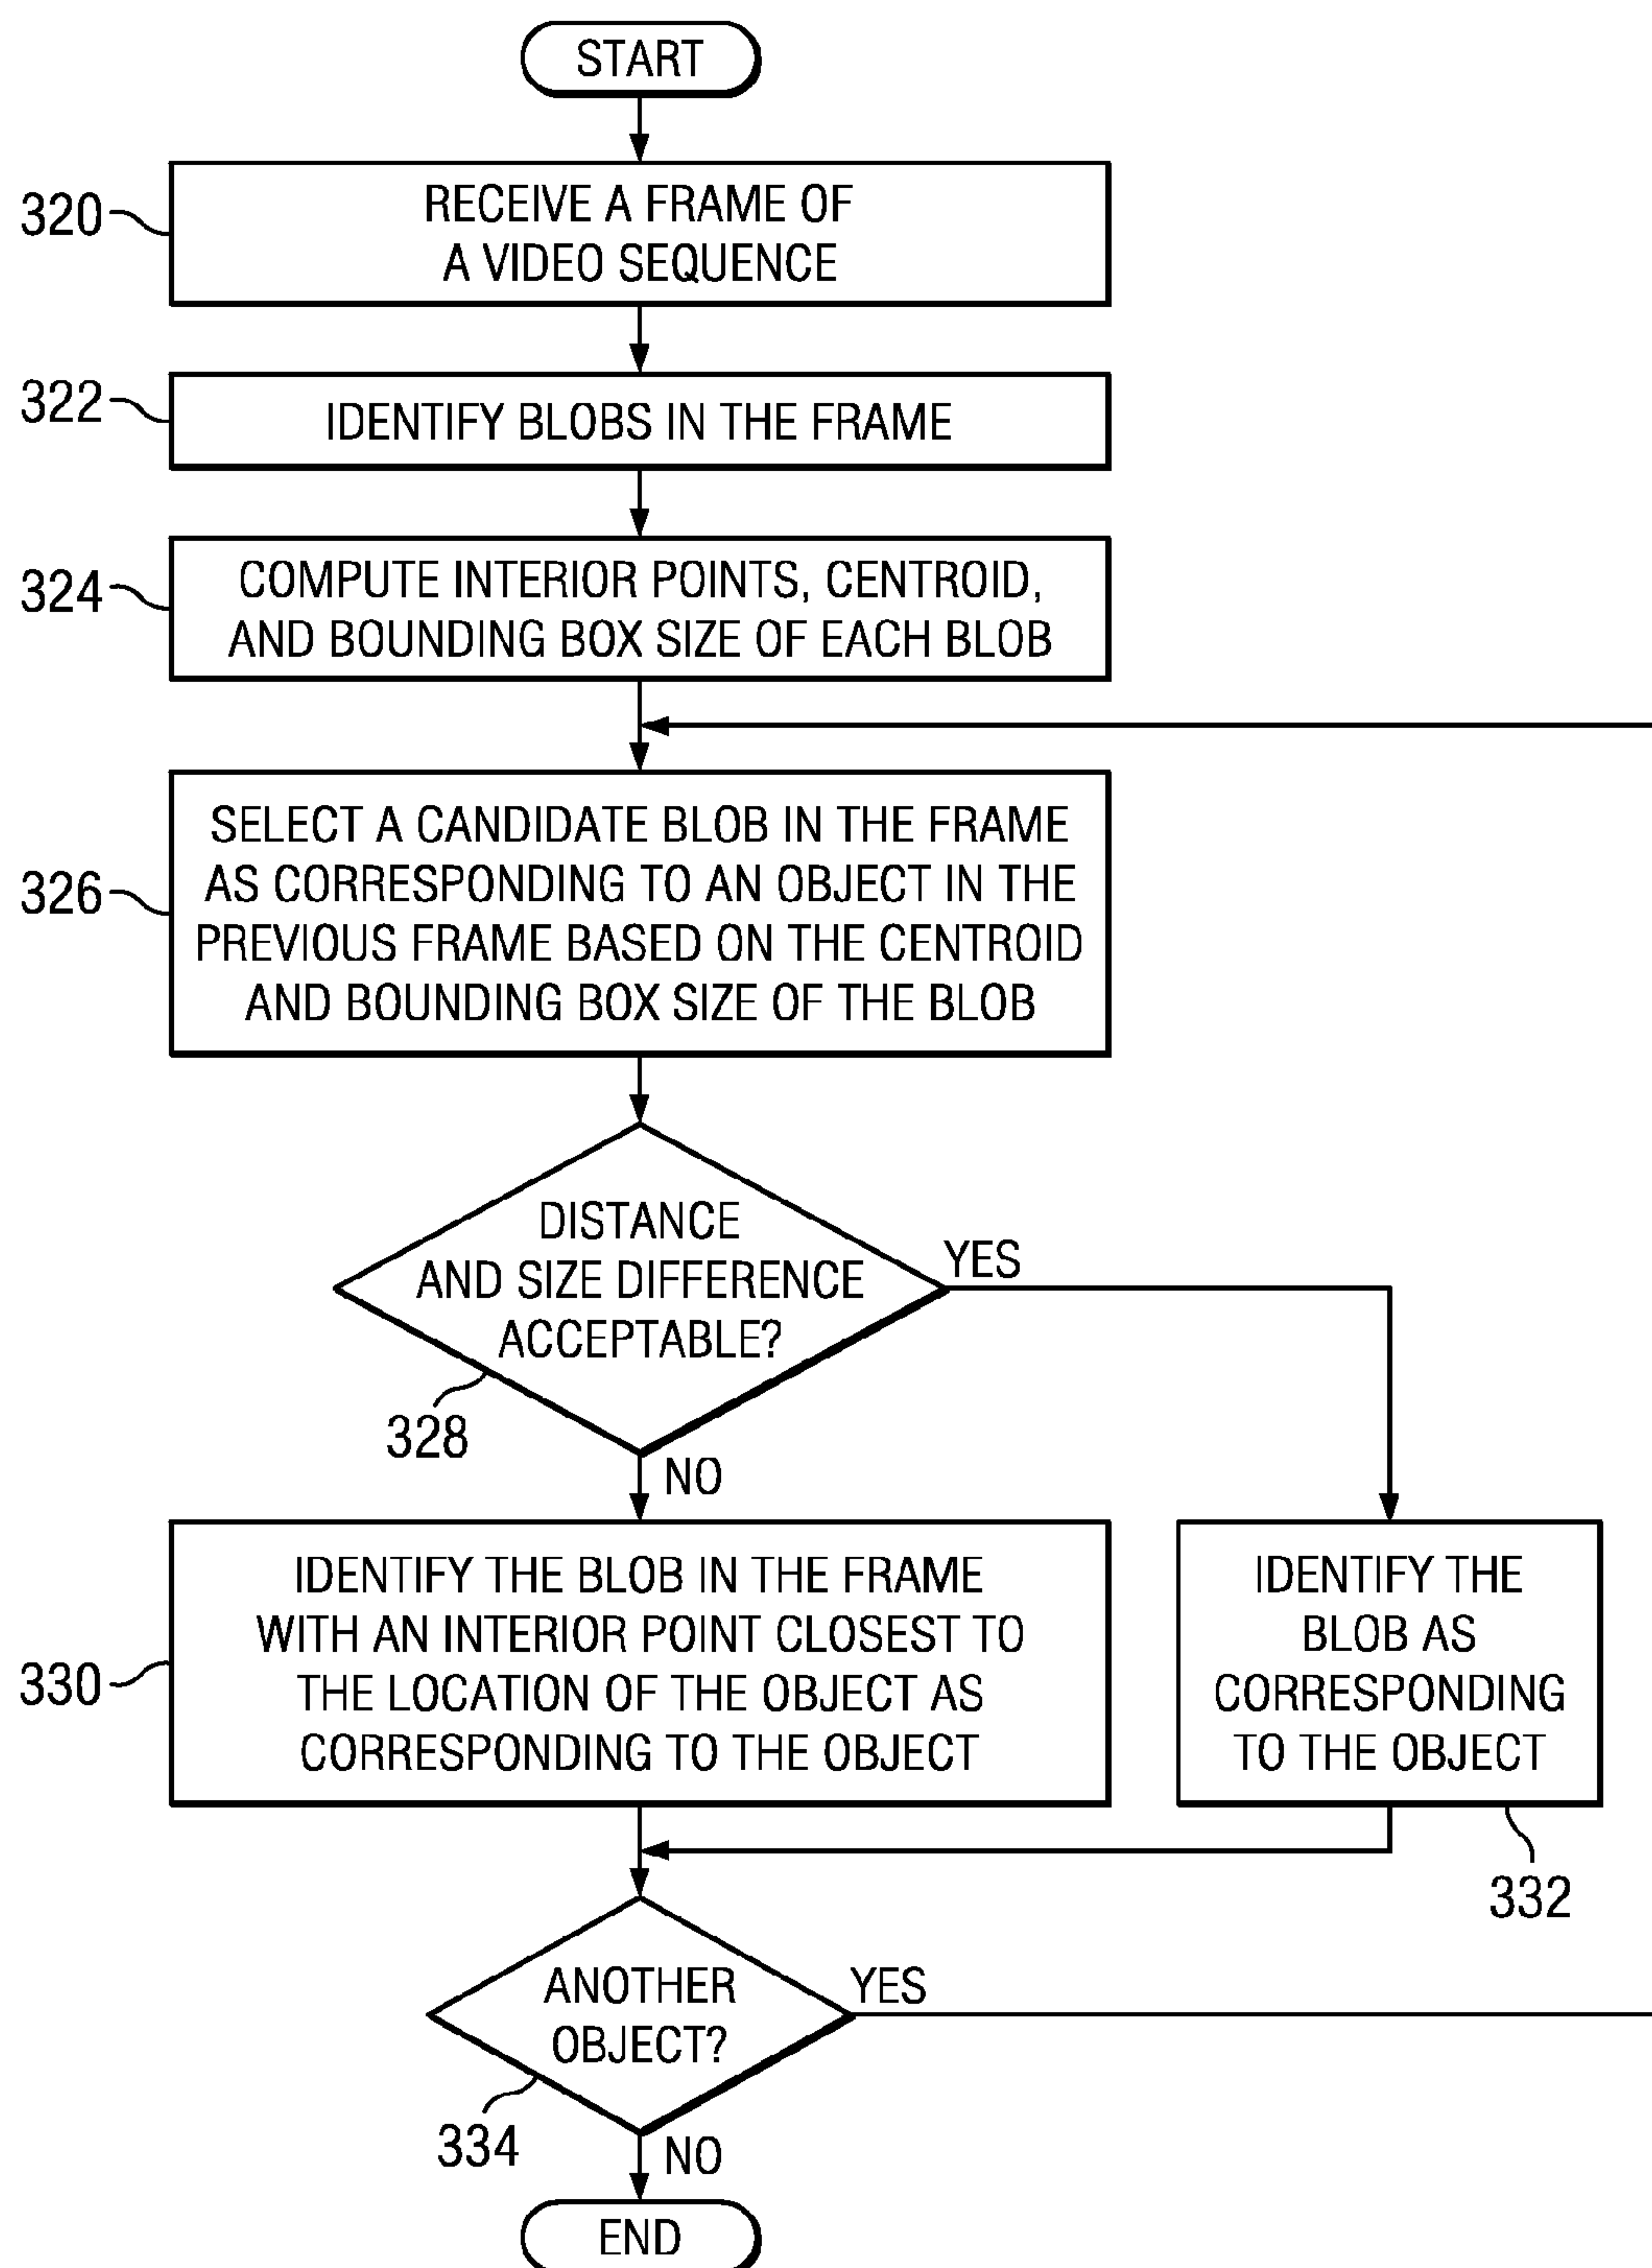 START
320
RECEIVE A FRAME OF
A VIDEO SEQUENCE
322
IDENTIFY BLOBS IN THE FRAME
324
COMPUTE INTERIOR POINTS, CENTROID,
AND BOUNDING BOX SIZE OF EACH BLOB
326
SELECT A CANDIDATE BLOB IN THE FRAME
AS CORRESPONDING TO AN OBJECT IN THE
PREVIOUS FRAME BASED ON THE CENTROID
AND BOUNDING BOX SIZE OF THE BLOB
DISTANCE
AND SIZE DIFFERENCE
ACCEPTABLE?
YES
328
NO
330
IDENTIFY THE BLOB IN THE FRAME
WITH AN INTERIOR POINT CLOSEST TO
THE LOCATION OF THE OBJECT AS
CORRESPONDING TO THE OBJECT
IDENTIFY THE
BLOB AS
CORRESPONDING
TO THE OBJECT
332
ANOTHER
OBJECT?
YES
334
NO
END